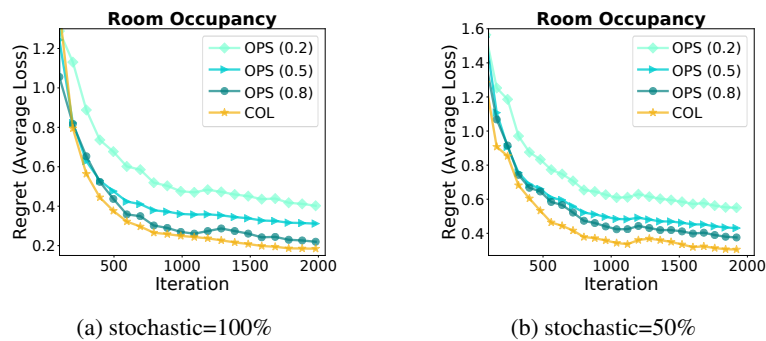 Room Occupancy
Regret (Average Loss)
1.2
1.0
0.8
0.6
0.4
0.2
OPS (0.2)
OPS (0.5)
OPS (0.8)
COL
500
1000
1500
2000
Iteration
(a) stochastic=100%
Room Occupancy
Regret (Average Loss)
1.6
1.4
1.2
1.0
0.8
0.6
0.4
OPS (0.2)
OPS (0.5)
OPS (0.8)
COL
500
1000
1500
2000
Iteration
(b) stochastic=50%